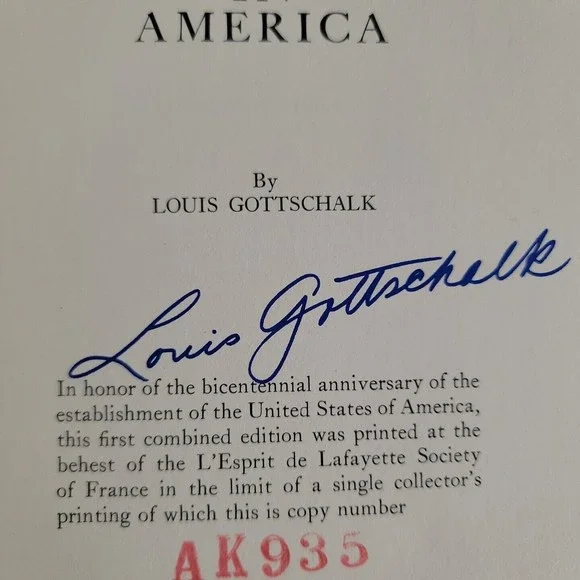 AMERICA
By
LOUIS GOTTSCHALK
Louis Gottschalk
In honor of the bicentennial anniversary of the
establishment of the United States of America,
this first combined edition was printed at the
behest of the L'Esprit de Lafayette Society
of France in the limit of a single collector's
printing of which this is copy number
AK935